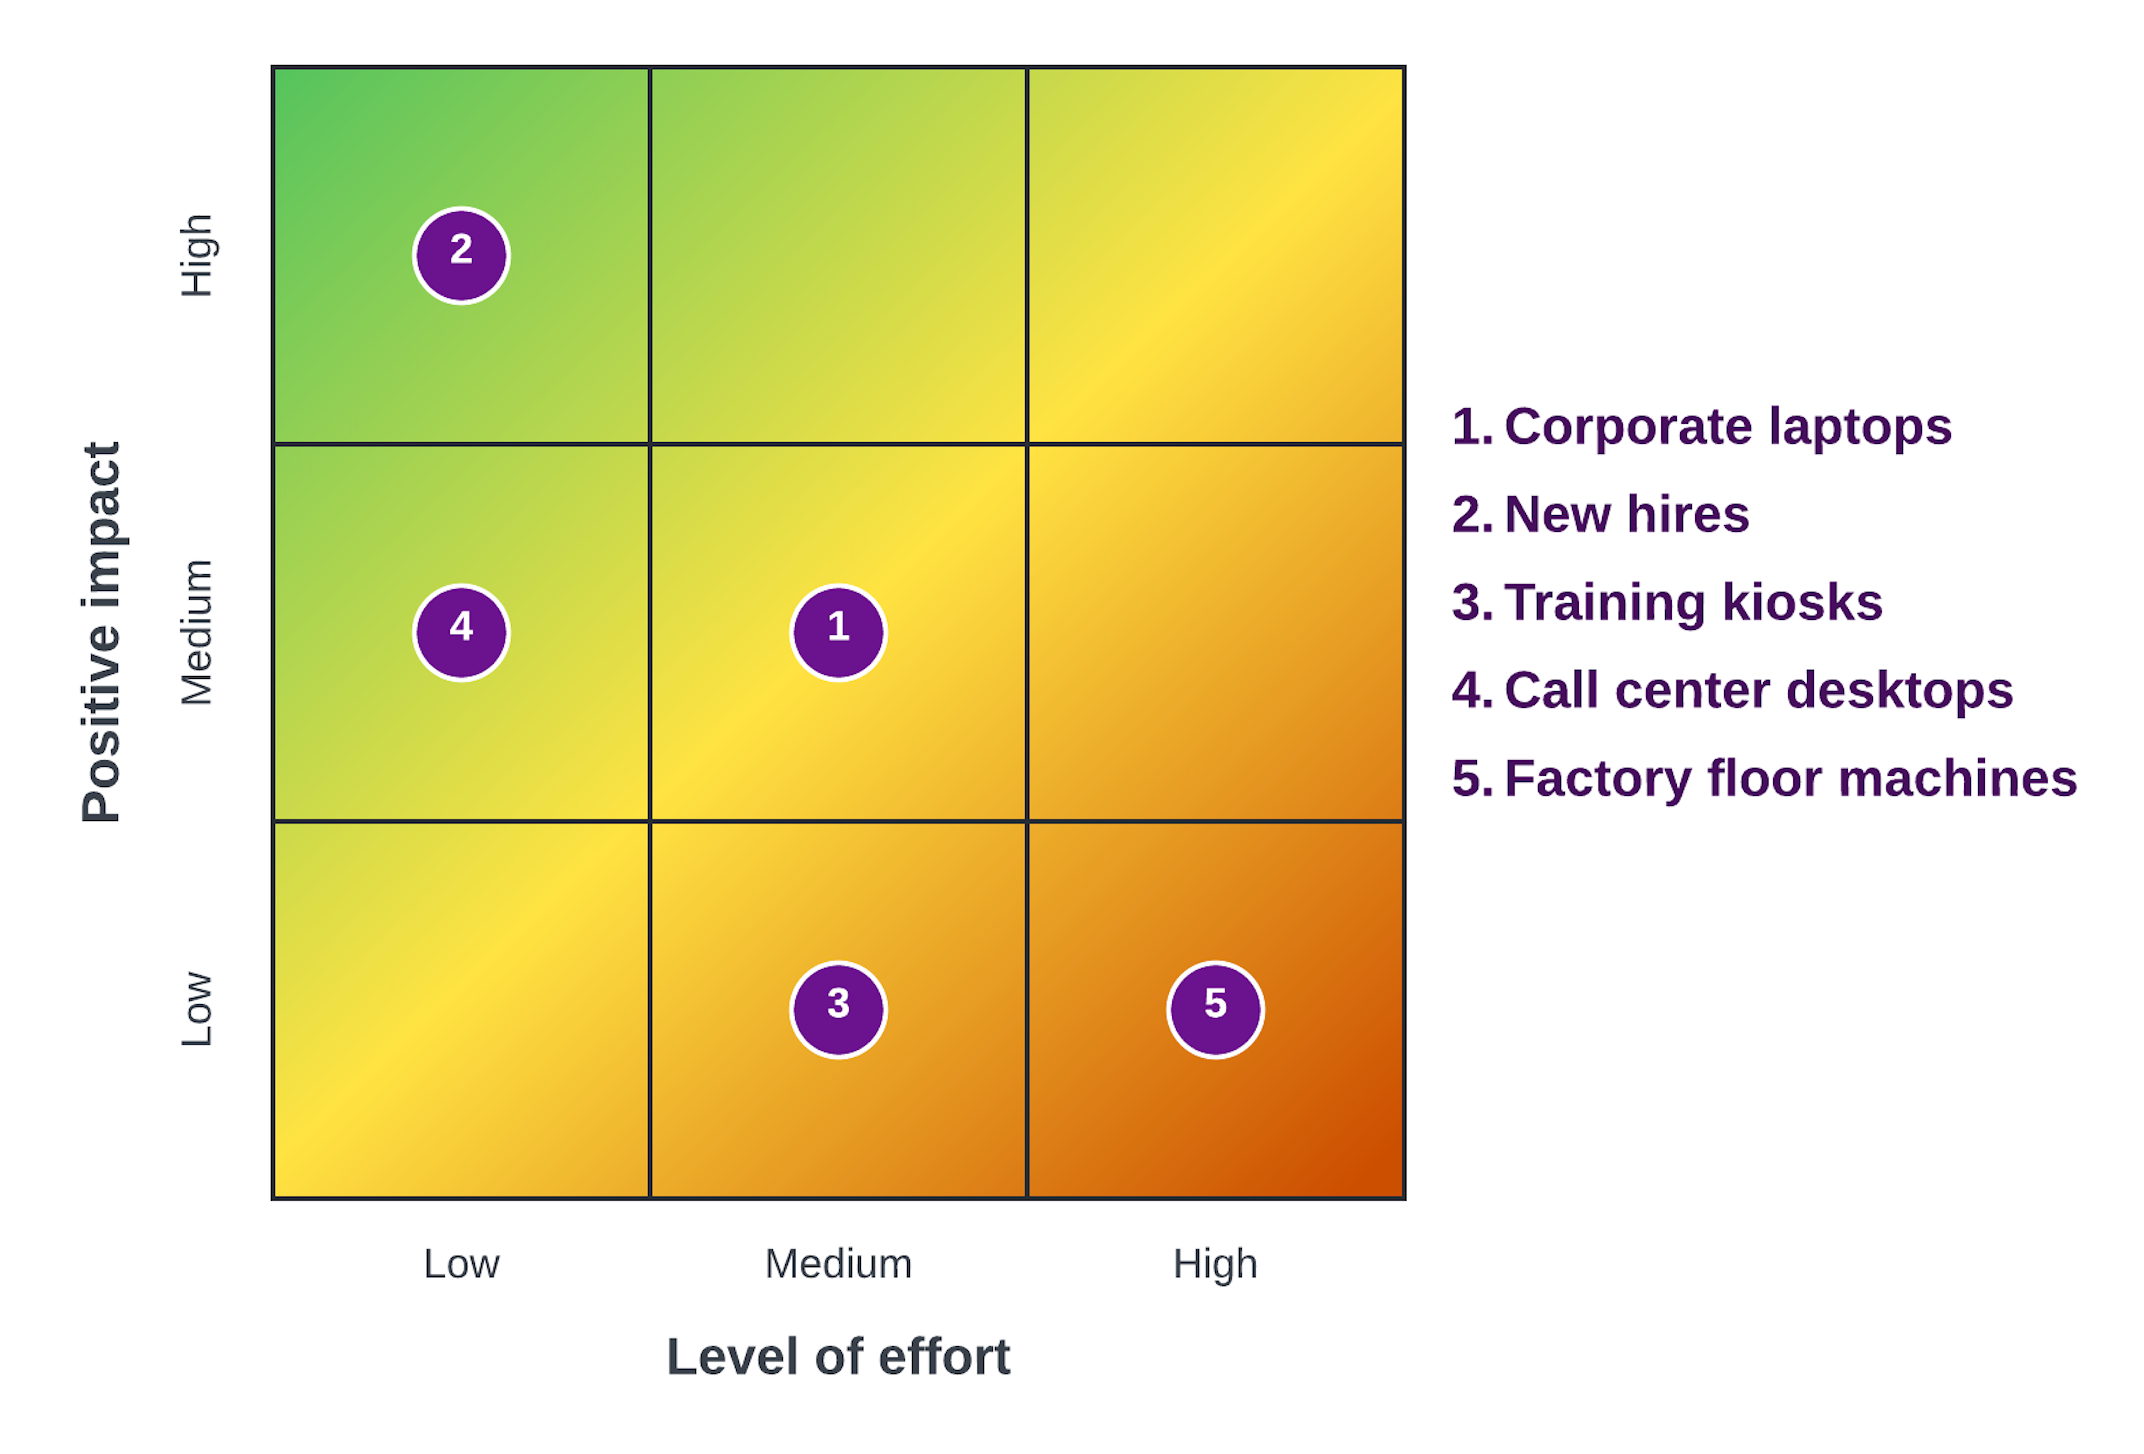 Positive impact
High
Medium
Low
2
4
1
3
5
Low
Medium
High
Level of effort
1. Corporate laptops
2. New hires
3. Training kiosks
4. Call center desktops
5. Factory floor machines